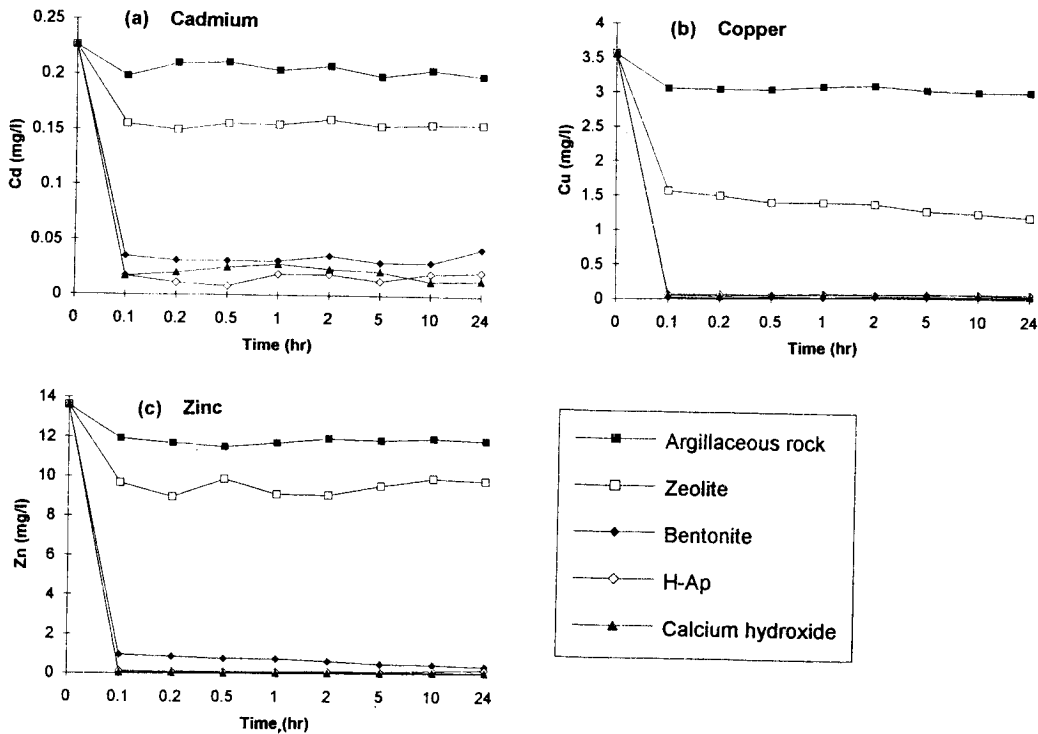 (a) Cadmium
0.25
0.2
0.15
0.1
0.05
0
Cd (mg/l)
0 0.1 0.2 0.5 1 2 5 10 24
Time (hr)
(b) Copper
4
3.5
3
2.5
2
1.5
1
0.5
0
Cu (mg/l)
0 0.1 0.2 0.5 1 2 5 10 24
Time (hr)
(c) Zinc
14
12
10
8
6
4
2
0
Zn (mg/l)
0 0.1 0.2 0.5 1 2 5 10 24
Time, (hr)
Argillaceous rock
Zeolite
Bentonite
H-Ap
Calcium hydroxide